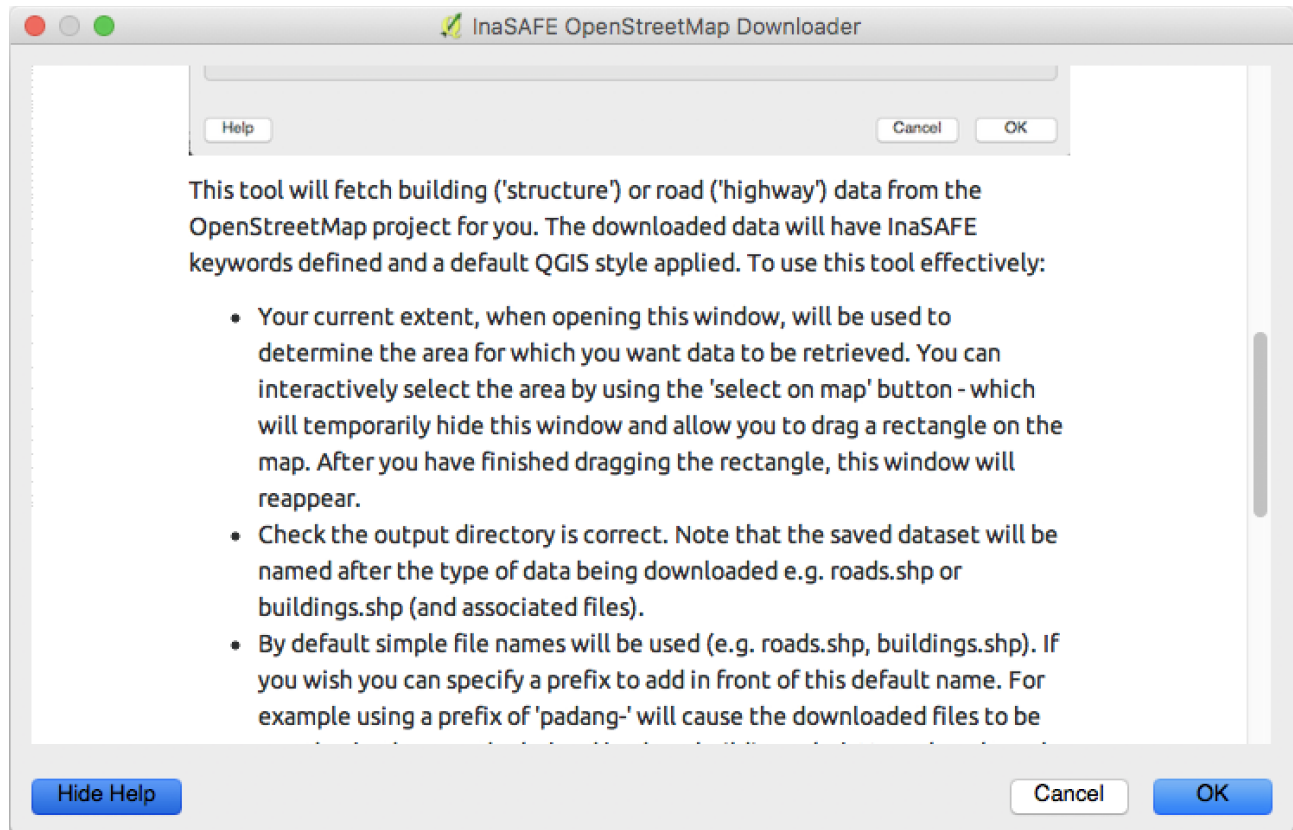 InaSAFE OpenStreetMap Downloader
Help
Cancel
OK
This tool will fetch building ('structure') or road ('highway') data from the
OpenStreetMap project for you. The downloaded data will have InaSAFE
keywords defined and a default QGIS style applied. To use this tool effectively:
• Your current extent, when opening this window, will be used to
determine the area for which you want data to be retrieved. You can
interactively select the area by using the 'select on map' button - which
will temporarily hide this window and allow you to drag a rectangle on the
map. After you have finished dragging the rectangle, this window will
reappear.
• Check the output directory is correct. Note that the saved dataset will be
named after the type of data being downloaded e.g. roads.shp or
buildings.shp (and associated files).
• By default simple file names will be used (e.g. roads.shp, buildings.shp). If
you wish you can specify a prefix to add in front of this default name. For
example using a prefix of 'padang-' will cause the downloaded files to be
Hide Help
Cancel
OK